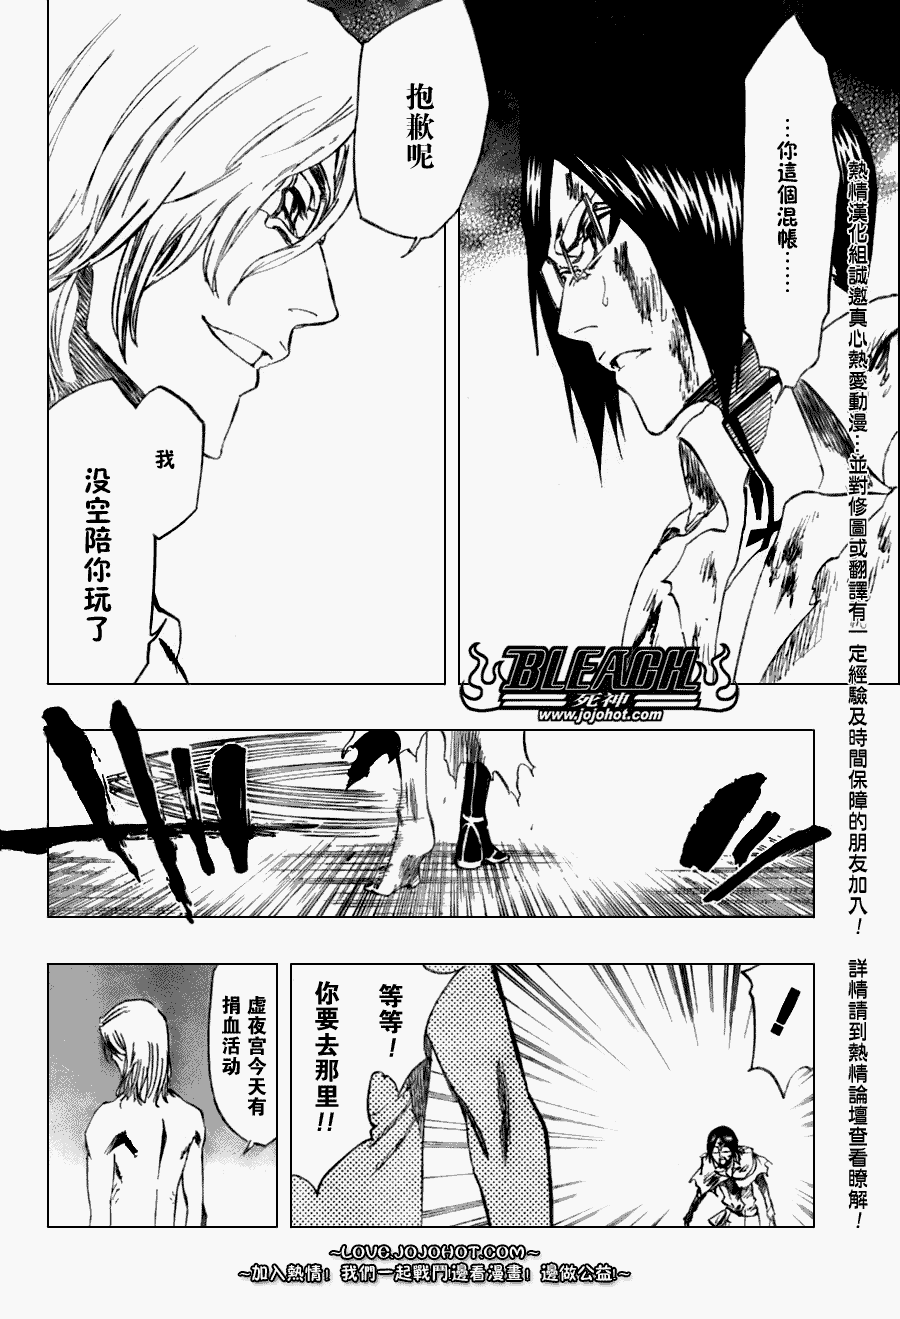 …你這個混帳……
抱歉呢
我
没空陪你玩了
BLEACH
死神
www.jojohot.com
!
等等!
你要去那里!!
虛夜宫今天有
捐血活动
熱情漢化組誠邀真心熱愛動漫…並對修圖或翻譯有一定經驗及時間保障的朋友加入! 詳情請到熱情論壇查看瞭解!
~LOVE.JOJOHOT.COM~
~加入熱情! 我們一起戰鬥邊看漫畫! 邊做公益!~